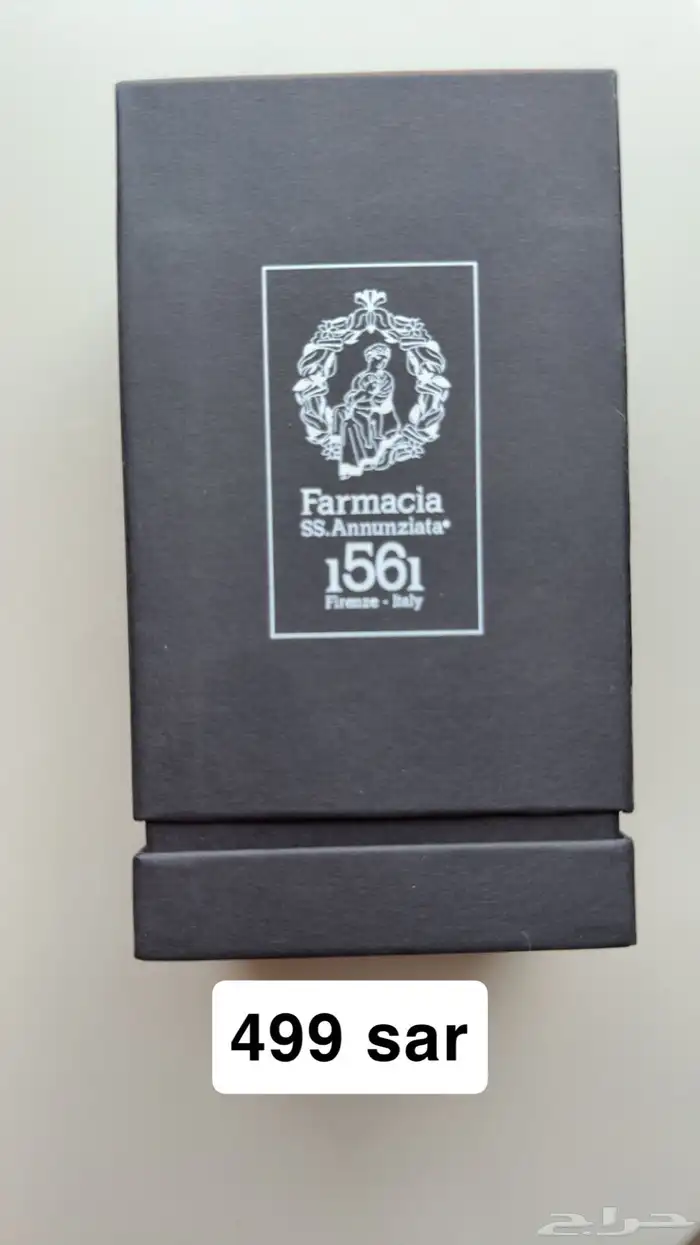 Farmacia
SS.Annunziata®
1561
Firenze - Italy
499 sar
حراج